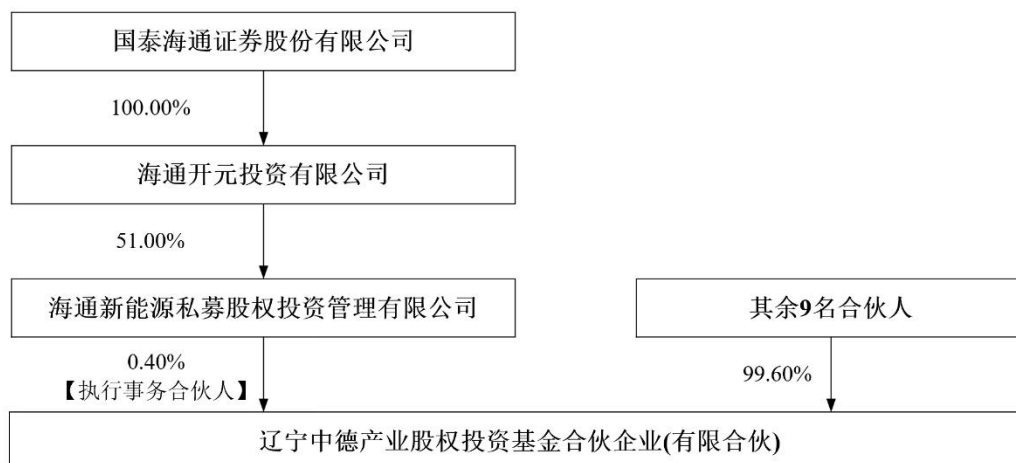 国泰海通证券股份有限公司
100.00%
海通开元投资有限公司
51.00%
海通新能源私募股权投资管理有限公司
其余9名合伙人
0.40%
【执行事务合伙人】
99.60%
辽宁中德产业股权投资基金合伙企业(有限合伙)